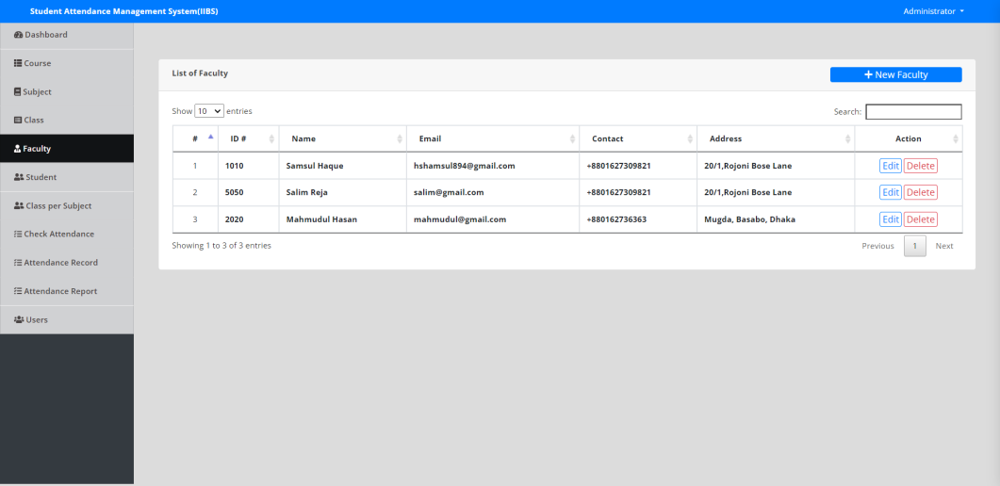 Student Attendance Management System(IIBS) Administrator
Dashboard
Course
Subject
Class
Faculty
Student
Class per Subject
Check Attendance
Attendance Record
Attendance Report
Users
List of Faculty
New Faculty
Show 10 entries
Search:
# ID # Name Email Contact Address Action
1 1010 Samsul Haque hshamsul894@gmail.com +8801627309821 20/1,Rojoni Bose Lane Edit Delete
2 5050 Salim Reja salim@gmail.com +8801627309821 20/1,Rojoni Bose Lane Edit Delete
3 2020 Mahmudul Hasan mahmudul@gmail.com +880162736363 Mugda, Basabo, Dhaka Edit Delete
Showing 1 to 3 of 3 entries
Previous 1 Next